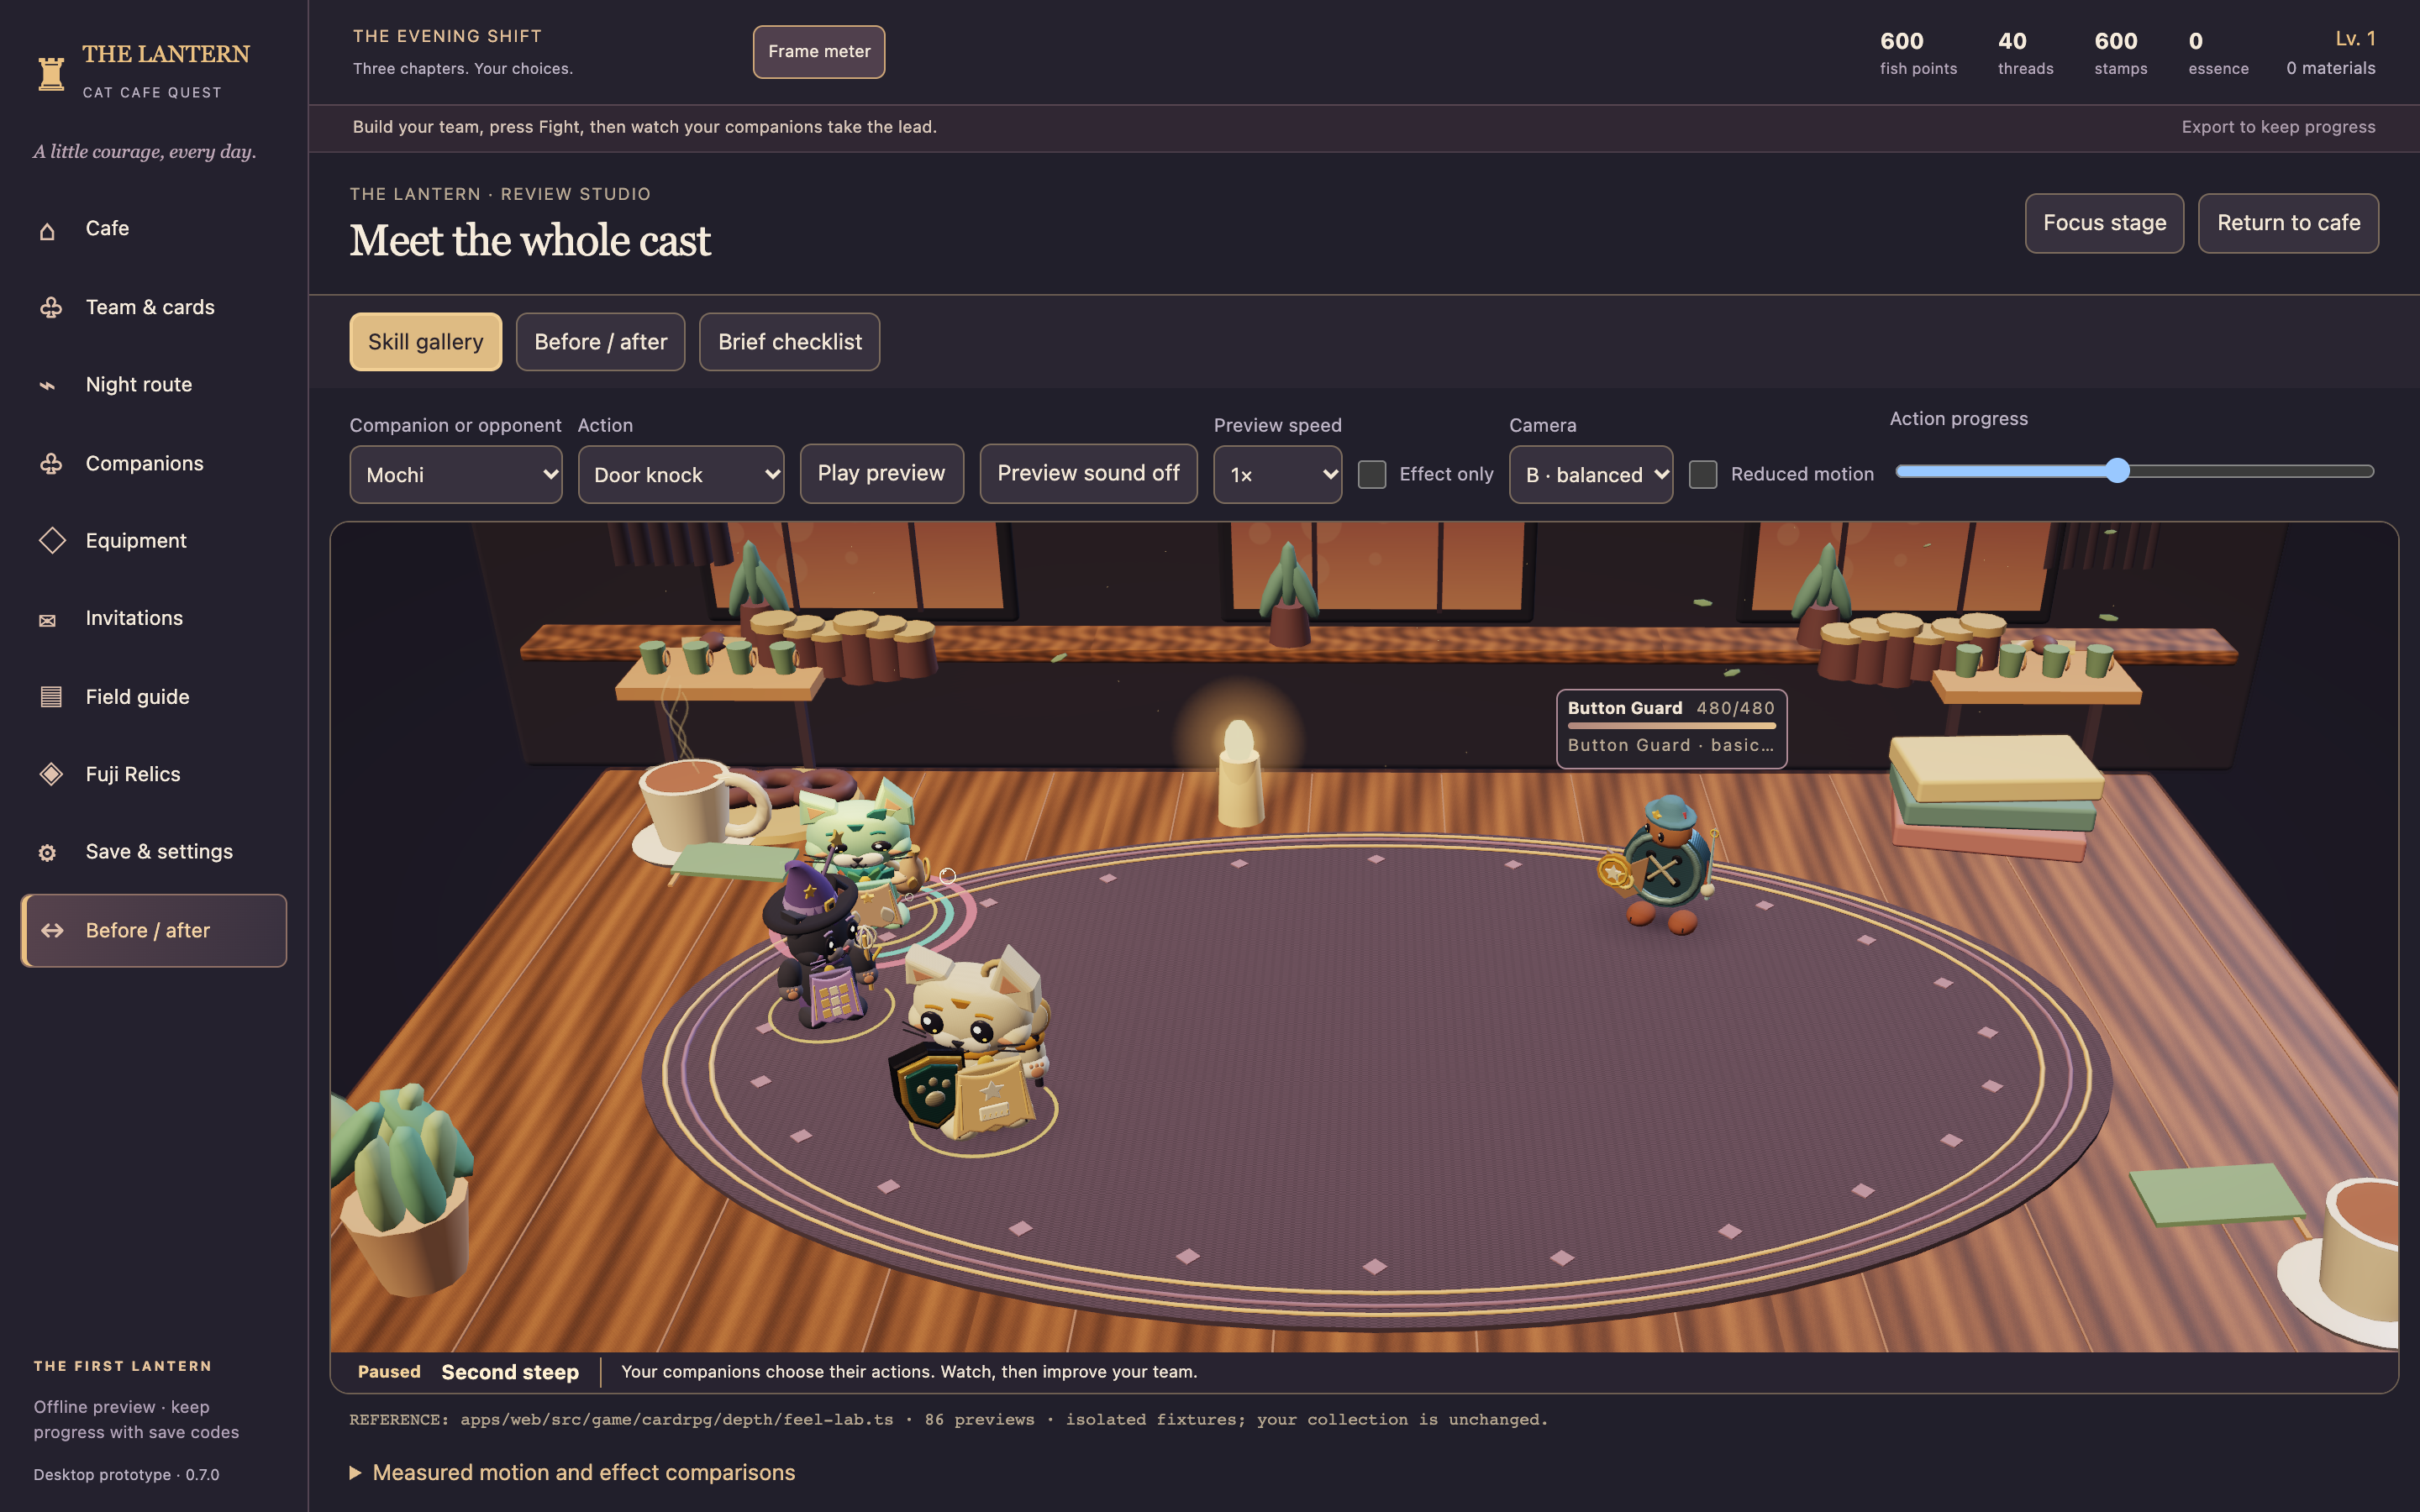 THE LANTERN
CAT CAFE QUEST
A little courage, every day.
Cafe
Team & cards
Night route
Companions
Equipment
Invitations
Field guide
Fuji Relics
Save & settings
Before / after
THE FIRST LANTERN
Offline preview · keep
progress with save codes
Desktop prototype · 0.7.0
THE EVENING SHIFT
Three chapters. Your choices.
Frame meter
600 fish points
40 threads
600 stamps
0 essence
Lv. 1
0 materials
Build your team, press Fight, then watch your companions take the lead.
Export to keep progress
THE LANTERN · REVIEW STUDIO
Meet the whole cast
Focus stage
Return to cafe
Skill gallery
Before / after
Brief checklist
Companion or opponent
Mochi
Action
Door knock
Play preview
Preview sound off
Preview speed
1×
Effect only
Camera
B · balanced
Reduced motion
Action progress
Button Guard 480/480
Button Guard · basic…
Paused Second steep Your companions choose their actions. Watch, then improve your team.
REFERENCE: apps/web/src/game/cardrpg/depth/feel-lab.ts · 86 previews · isolated fixtures; your collection is unchanged.
Measured motion and effect comparisons